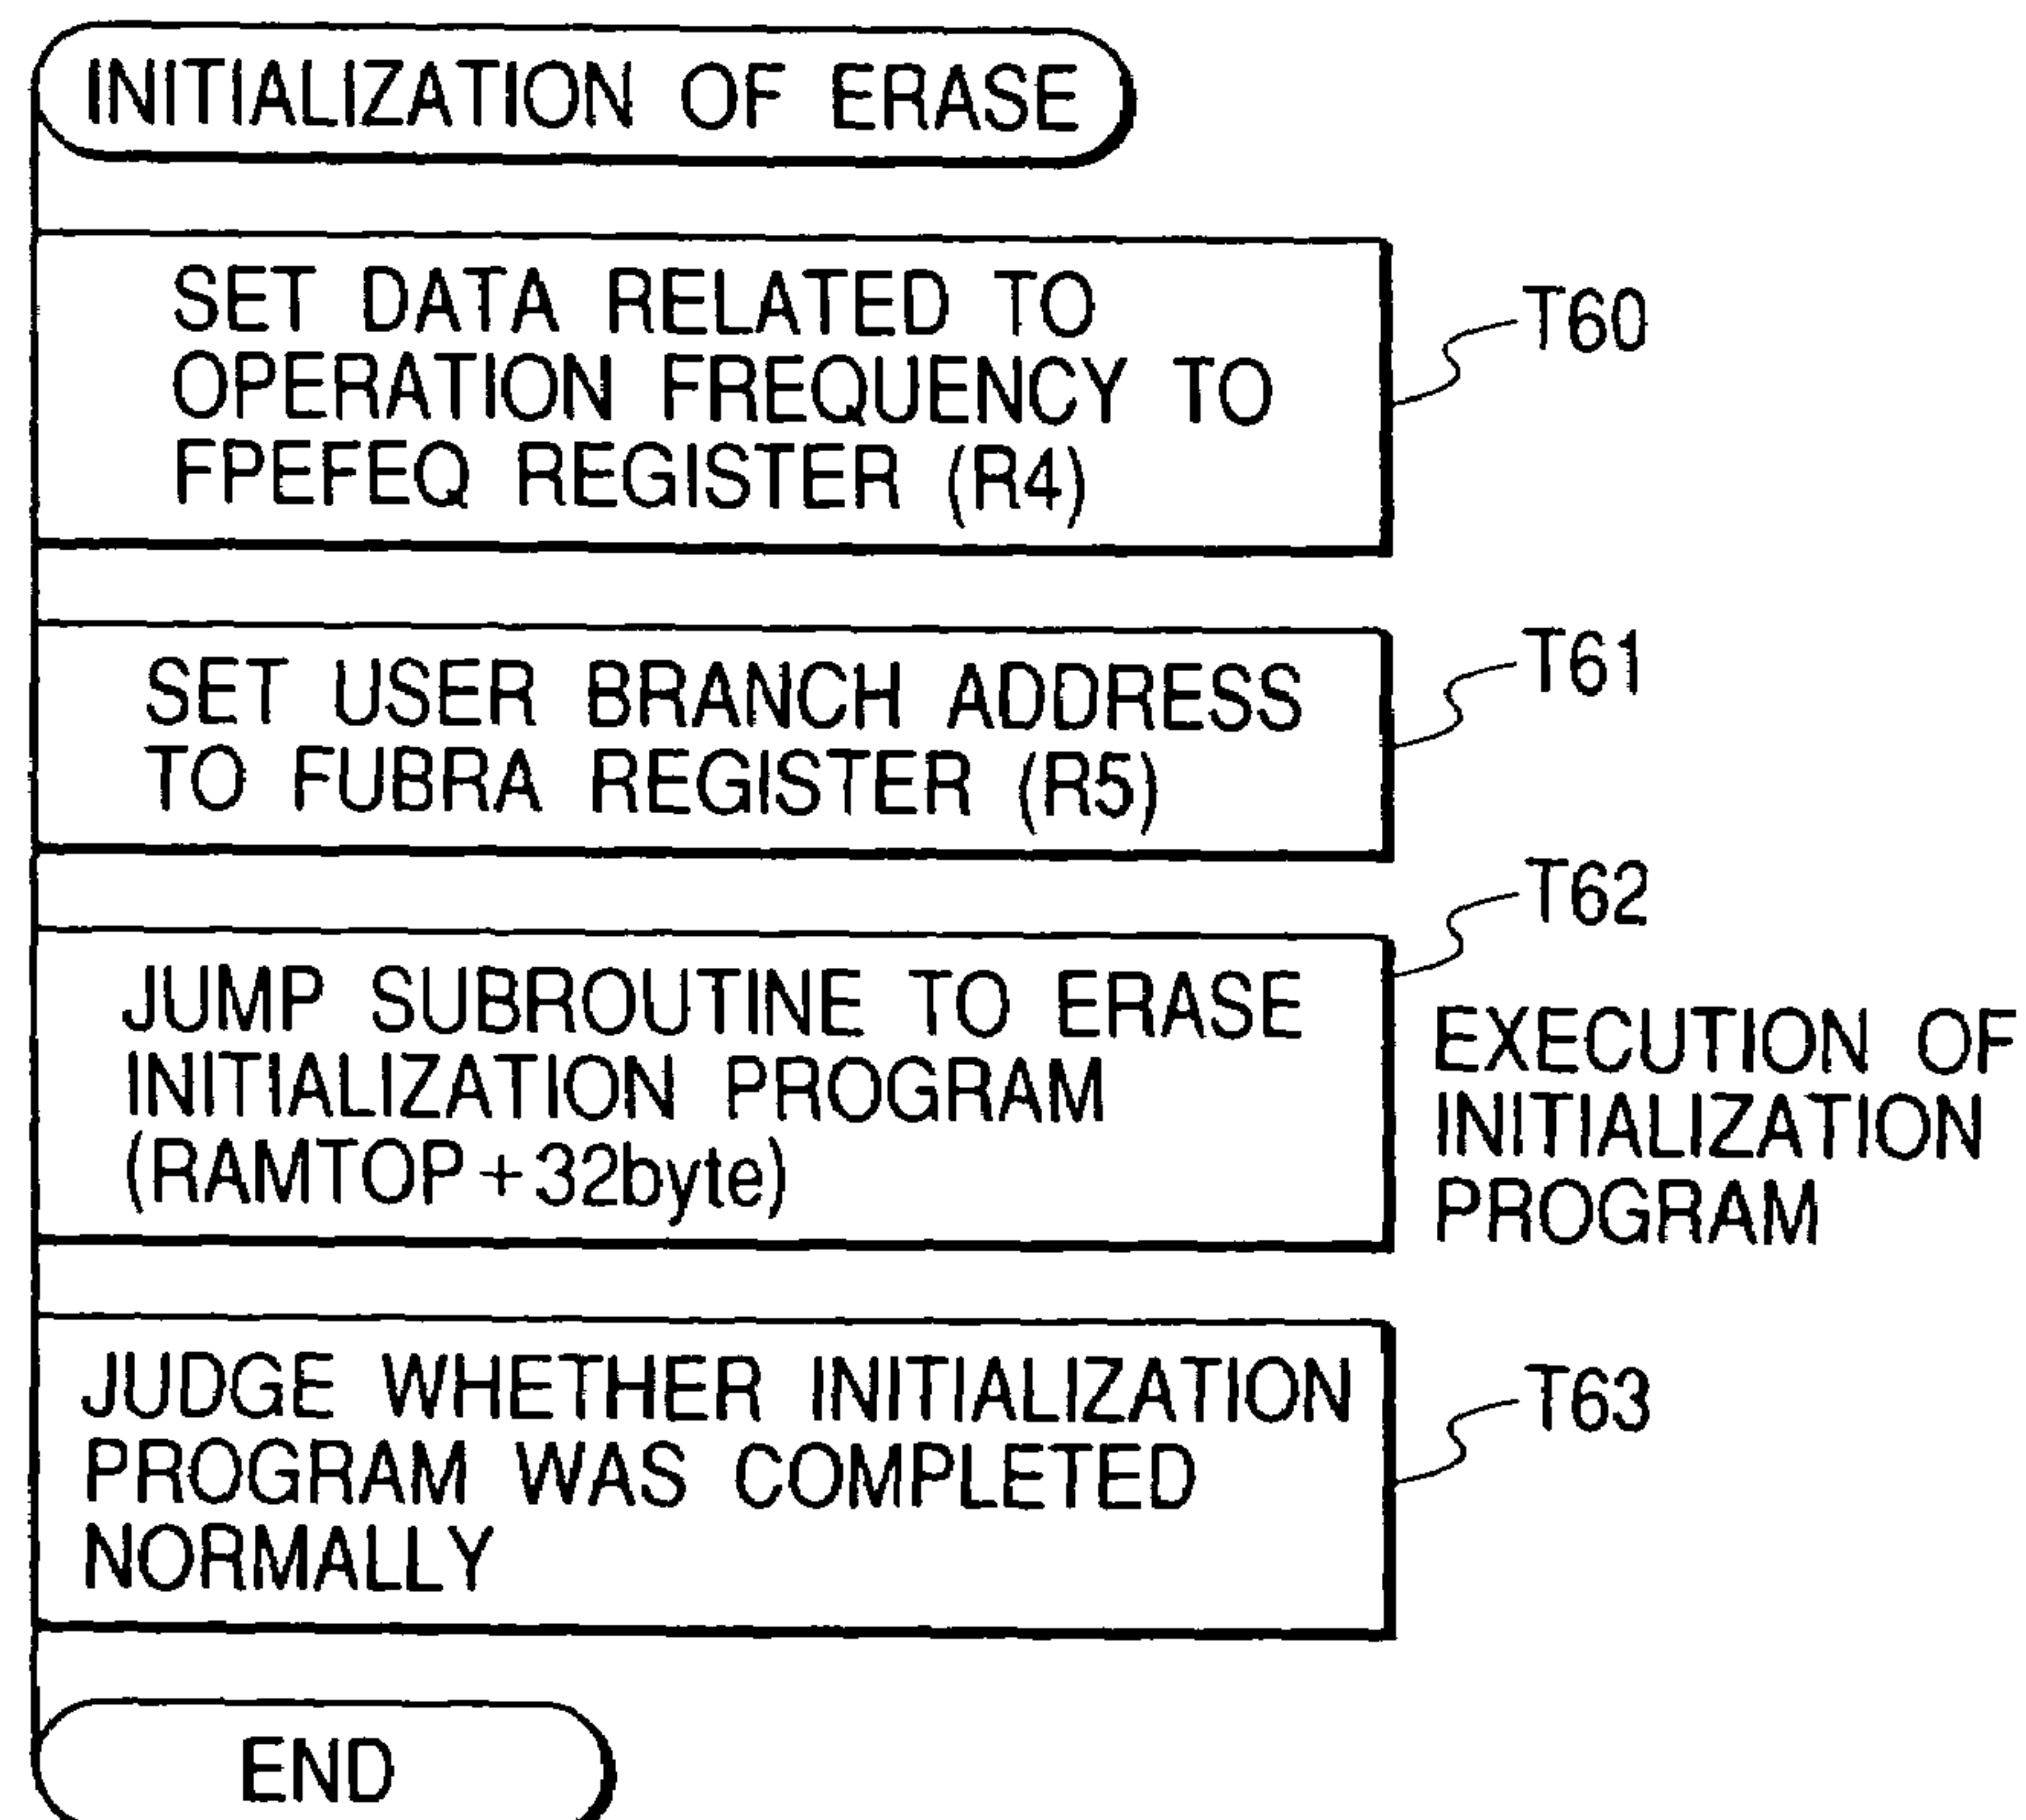 INITIALIZATION OF ERASE
SET DATA RELATED TO
OPERATION FREQUENCY TO
FPEFEQ REGISTER (R4)
T60
SET USER BRANCH ADDRESS
TO FUBRA REGISTER (R5)
T61
JUMP SUBROUTINE TO ERASE
INITIALIZATION PROGRAM
(RAMTOP+32byte)
T62
EXECUTION OF
INITIALIZATION
PROGRAM
JUDGE WHETHER INITIALIZATION
PROGRAM WAS COMPLETED
NORMALLY
T63
END